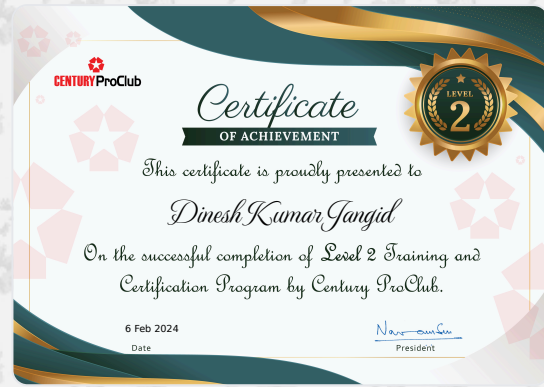 CENTURY ProClub
Certificate
OF ACHIEVEMENT
LEVEL
2
This certificate is proudly presented to
Dinesh Kumar Jangid
On the successful completion of Level 2 Training and
Certification Program by Century ProClub.
6 Feb 2024
Date
President